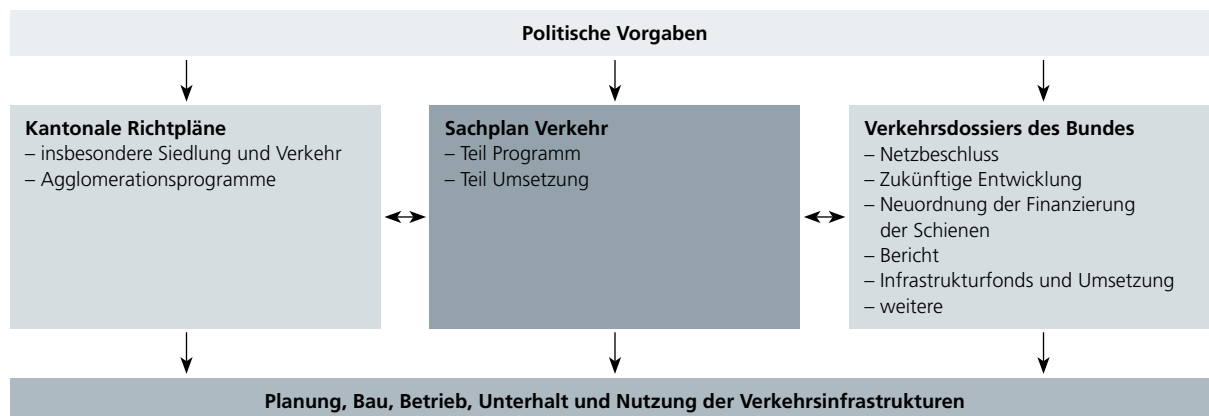 Politische Vorgaben
Kantonale Richtpläne
– insbesondere Siedlung und Verkehr
– Agglomerationsprogramme
Sachplan Verkehr
– Teil Programm
– Teil Umsetzung
Verkehrsdossiers des Bundes
– Netzbeschluss
– Zukünftige Entwicklung
– Neuordnung der Finanzierung
der Schienen
– Bericht
– Infrastrukturfonds und Umsetzung
– weitere
Planung, Bau, Betrieb, Unterhalt und Nutzung der Verkehrsinfrastrukturen